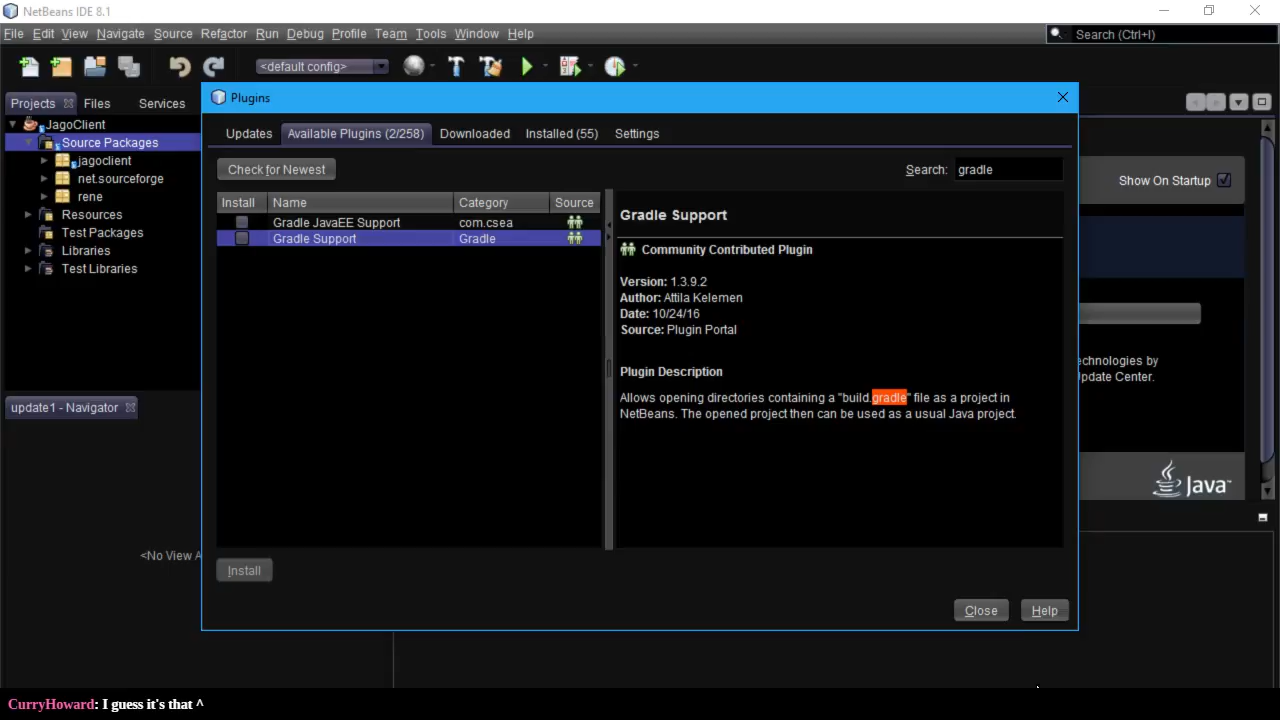 NetBeans IDE 8.1
File Edit View Navigate Source Refactor Run Debug Profile Team Tools Window Help
Search (Ctrl+I)
<default config>
Projects Files Services
JagoClient
Source Packages
jagoclient
net.sourceforge
rene
Resources
Test Packages
Libraries
Test Libraries
update1 - Navigator
<No View A
Plugins
Updates Available Plugins (2/258) Downloaded Installed (55) Settings
Check for Newest
Search: gradle
Install Name Category Source
Gradle JavaEE Support com.csea
Gradle Support Gradle
Gradle Support
Community Contributed Plugin
Version: 1.3.9.2
Author: Attila Kelemen
Date: 10/24/16
Source: Plugin Portal
Plugin Description
Allows opening directories containing a "build.gradle" file as a project in
NetBeans. The opened project then can be used as a usual Java project.
Install
Close Help
Show On Startup
echnologies by
pdate Center.
Java
CurryHoward: I guess it's that ^